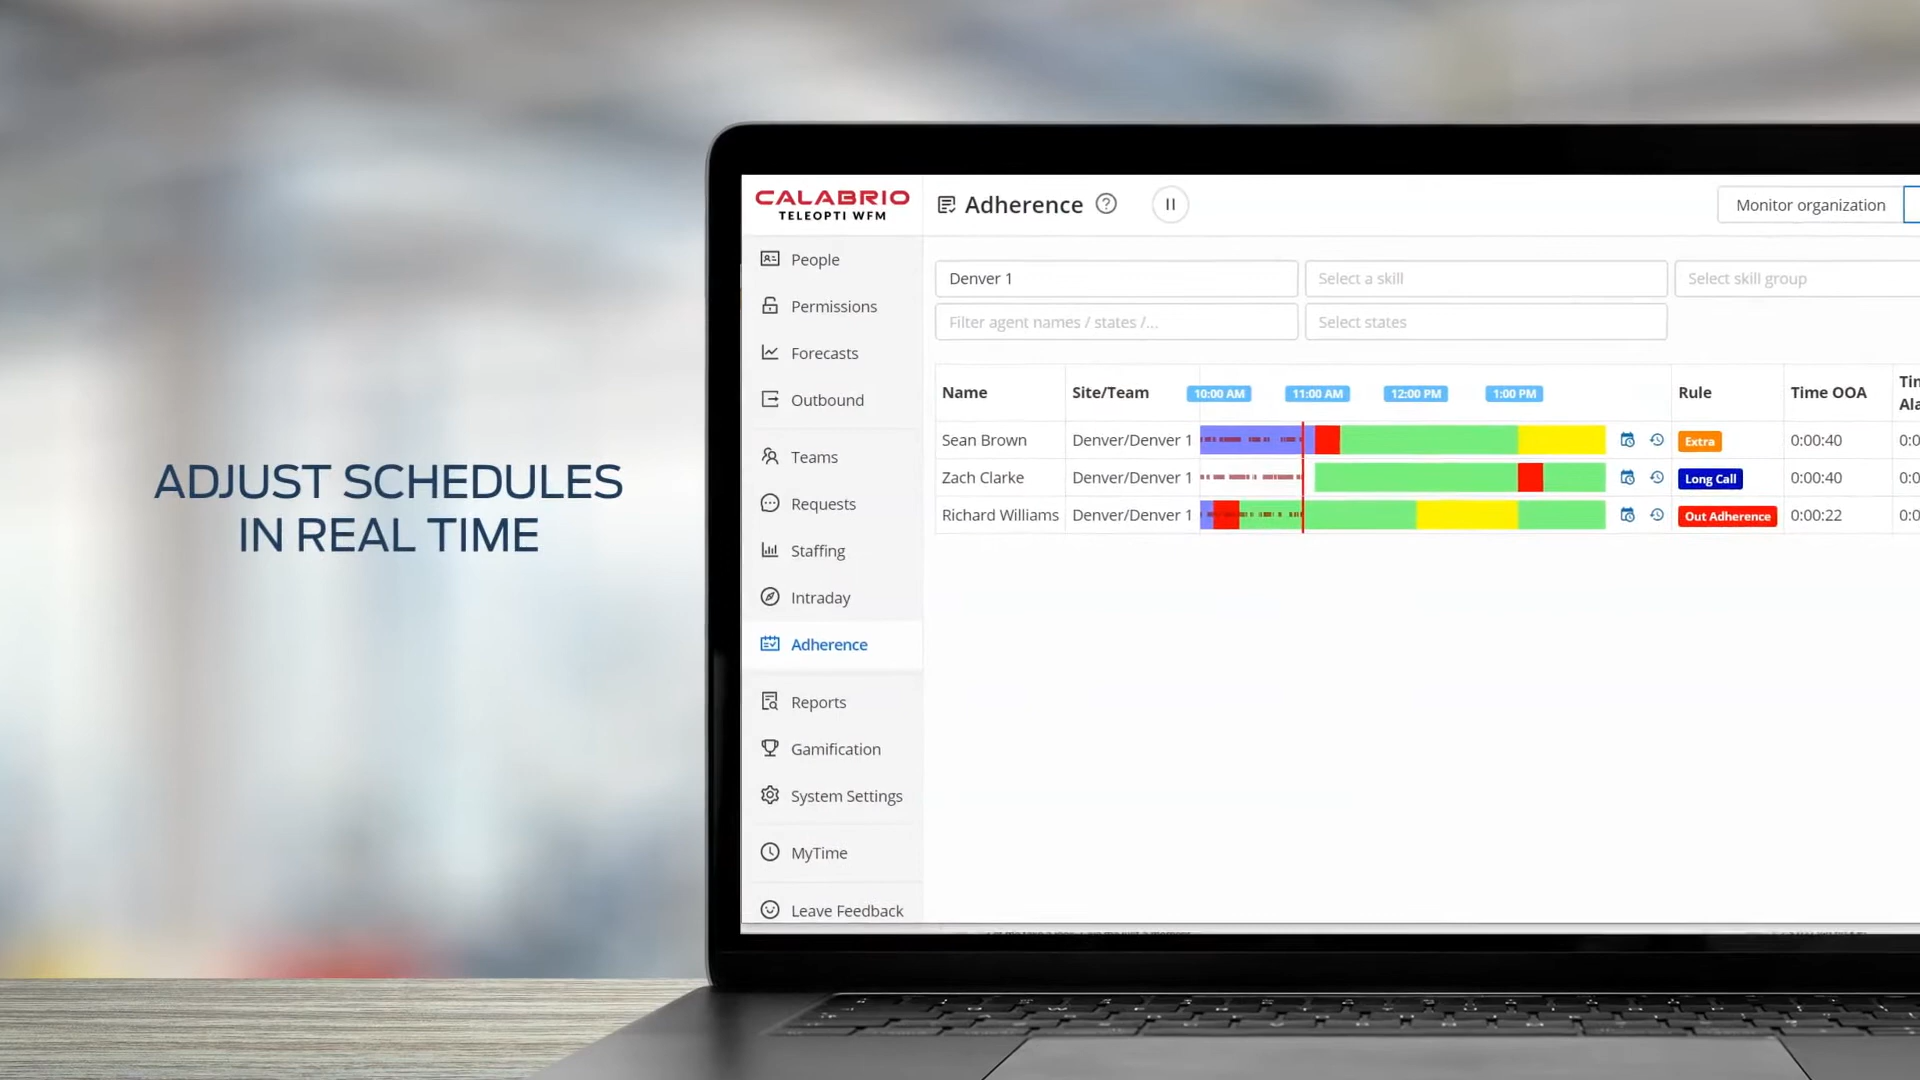 ADJUST SCHEDULES
IN REAL TIME
CALABRIO
TELEOPTI WFM
Adherence
Monitor organization
People
Permissions
Forecasts
Outbound
Teams
Requests
Staffing
Intraday
Adherence
Reports
Gamification
System Settings
MyTime
Leave Feedback
Denver 1
Select a skill
Select skill group
Filter agent names / states /...
Select states
Name Site/Team 10:00 AM 11:00 AM 12:00 PM 1:00 PM Rule Time OOA
Sean Brown Denver/Denver 1 Extra 0:00:40
Zach Clarke Denver/Denver 1 Long Call 0:00:40
Richard Williams Denver/Denver 1 Out Adherence 0:00:22